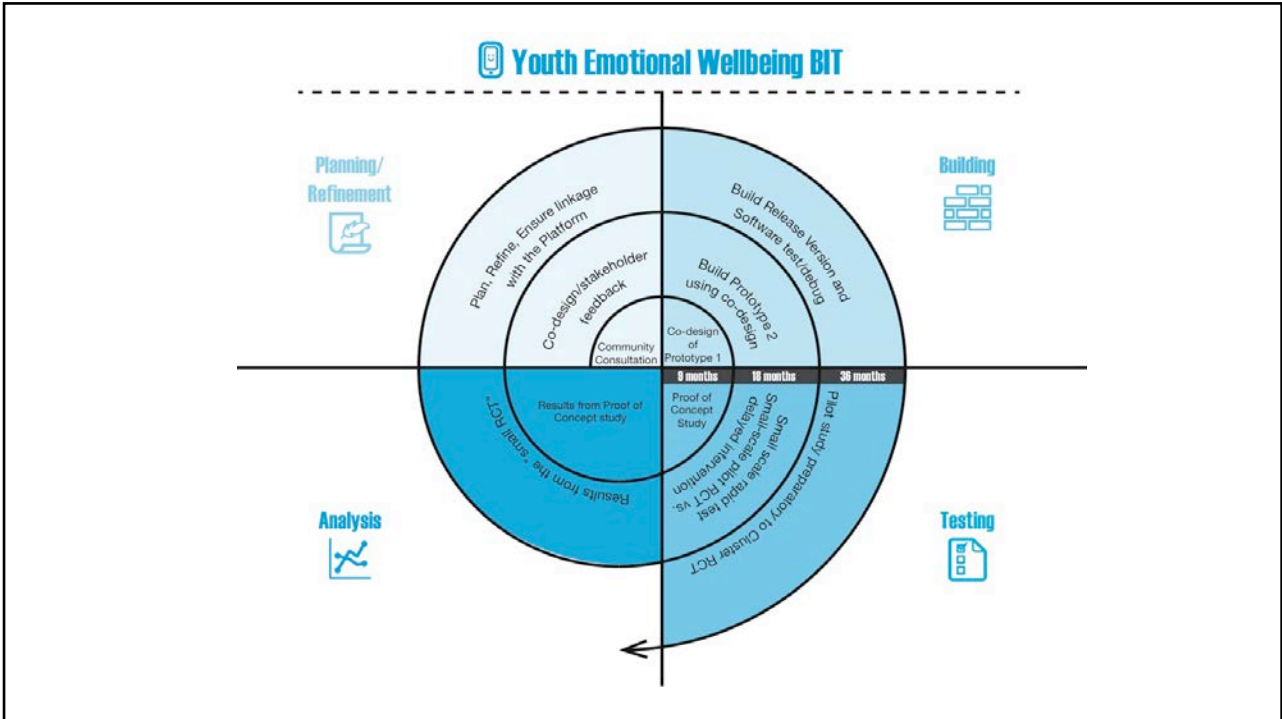 Youth Emotional Wellbeing BIT
Planning/
Refinement
Building
Plan, Refine, Ensure linkage
with the Platform
Build Release Version and
Software test/debug
Co-design/stakeholder
feedback
Build Prototype 2
using co-design
Community
Consultation
Co-design
of
Prototype 1
9 months
18 months
36 months
Results from Proof of
Concept study
Proof of
Concept
Study
Small scale rapid test
Small-scale pilot RCT vs.
delayed intervention
Results from the "small RCT"
Pilot study preparatory to Cluster RCT
Analysis
Testing